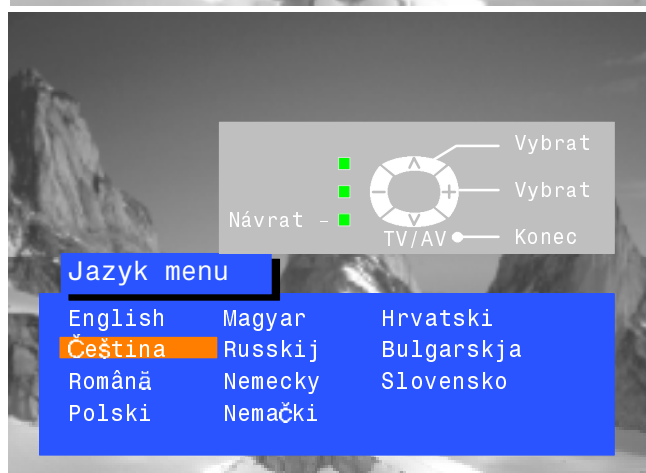 Vybrat
Vybrat
Návrat –
TV/AV
Konec
Jazyk menu
English Magyar Hrvatski
Čeština Russkij Bulgarskja
Română Nemecky Slovensko
Polski Nemački